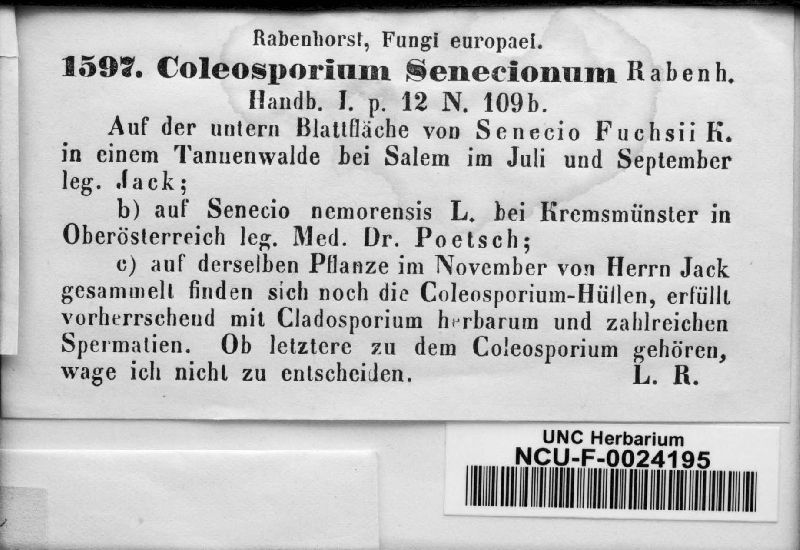 Rabenhorst, Fungi europaei.
1597. Coleosporium Senecionum Rabenh.
Handb. I. p. 12 N. 109b.
Auf der untern Blattfläche von Senecio Fuchsii K.
in einem Tannenwalde bei Salem im Juli und September
leg. Jack;
b) auf Senecio nemorensis L. bei Kremsmünster in
Oberösterreich leg. Med. Dr. Poetsch;
c) auf derselben Pflanze im November von Herrn Jack
gesammelt finden sich noch die Coleosporium-Hüllen, erfüllt
vorherrschend mit Cladosporium herbarum und zahlreichen
Spermatien. Ob letztere zu dem Coleosporium gehören,
wage ich nicht zu entscheiden. L. R.
UNC Herbarium
NCU-F-0024195